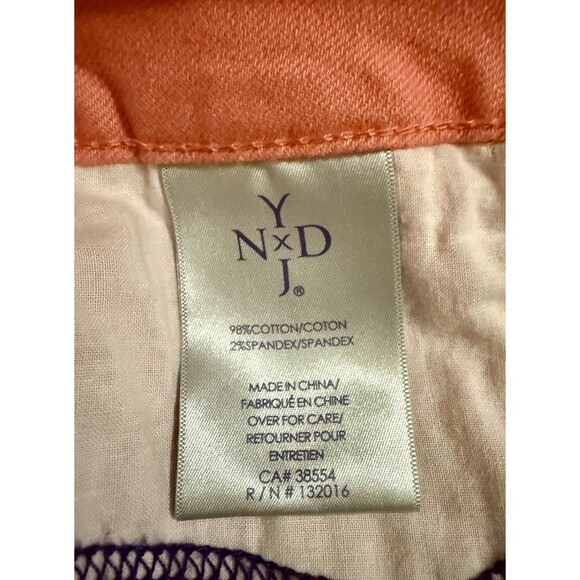 Y
N x D
J®
98%COTTON/COTON
2%SPANDEX/SPANDEX
MADE IN CHINA/
FABRIQUÉ EN CHINE
OVER FOR CARE/
RETOURNER POUR
ENTRETIEN
CA# 38554
R/N # 132016